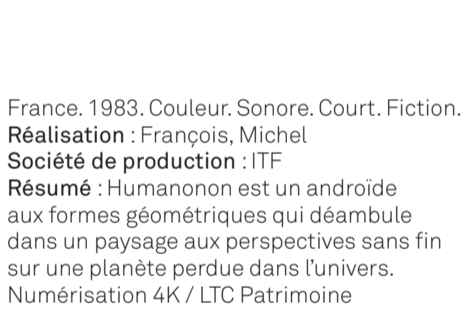 France. 1983. Couleur. Sonore. Court. Fiction.
Réalisation : François, Michel
Société de production : ITF
Résumé : Humanonon est un androïde
aux formes géométriques qui déambule
dans un paysage aux perspectives sans fin
sur une planète perdue dans l’univers.
Numérisation 4K / LTC Patrimoine